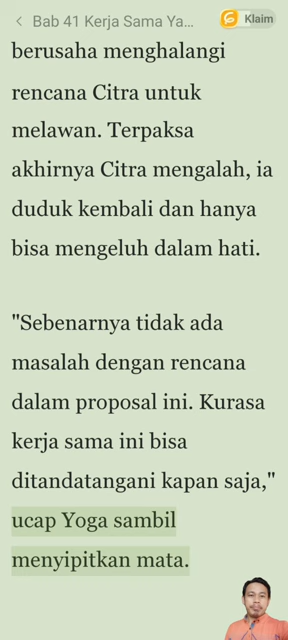 Bab 41 Kerja Sama Ya...
Klaim
berusaha menghalangi
rencana Citra untuk
melawan. Terpaksa
akhirnya Citra mengalah, ia
duduk kembali dan hanya
bisa mengeluh dalam hati.
"Sebenarnya tidak ada
masalah dengan rencana
dalam proposal ini. Kurasa
kerja sama ini bisa
ditandatangani kapan saja,"
ucap Yoga sambil
menyipitkan mata.